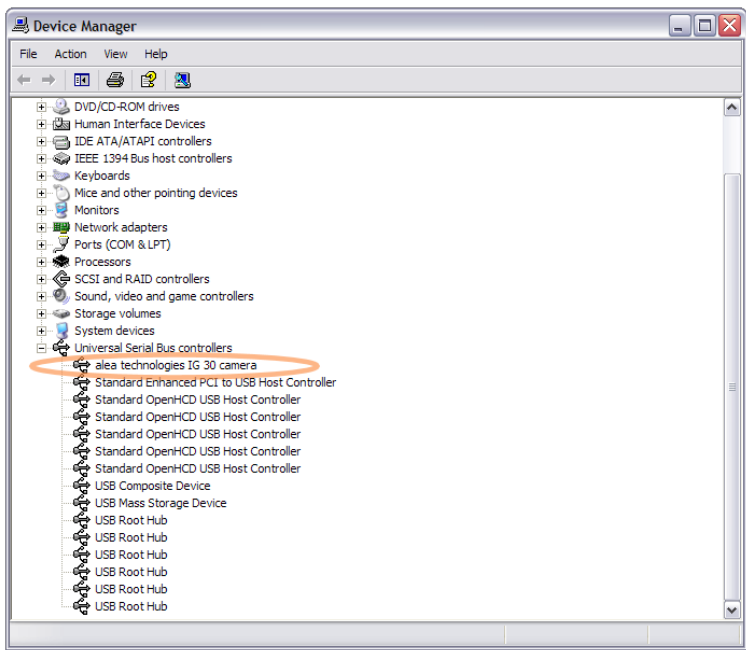 Device Manager
File Action View Help
DVD/CD-ROM drives
Human Interface Devices
IDE ATA/ATAPI controllers
IEEE 1394 Bus host controllers
Keyboards
Mice and other pointing devices
Monitors
Network adapters
Ports (COM & LPT)
Processors
SCSI and RAID controllers
Sound, video and game controllers
Storage volumes
System devices
Universal Serial Bus controllers
alea technologies IG 30 camera
Standard Enhanced PCI to USB Host Controller
Standard OpenHCD USB Host Controller
Standard OpenHCD USB Host Controller
Standard OpenHCD USB Host Controller
Standard OpenHCD USB Host Controller
Standard OpenHCD USB Host Controller
USB Composite Device
USB Mass Storage Device
USB Root Hub
USB Root Hub
USB Root Hub
USB Root Hub
USB Root Hub
USB Root Hub